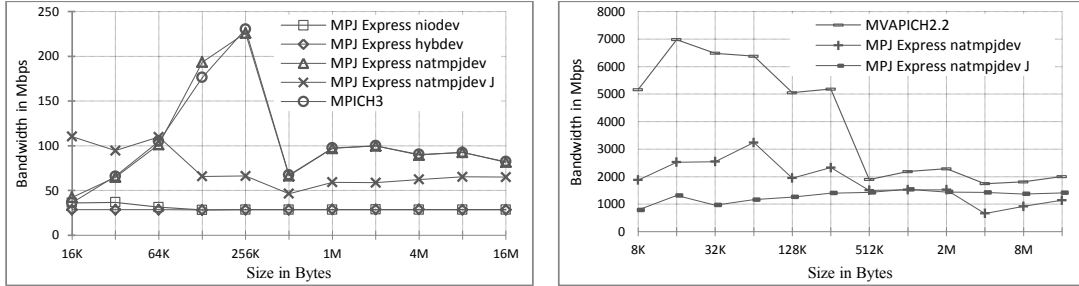 250
200
150
100
50
0
Bandwidth in Mbps
16K 64K 256K 1M 4M 16M
Size in Bytes
MPJ Express niodev
MPJ Express hybdev
MPJ Express natmpjdev
MPJ Express natmpjdev J
MPICH3
8000
7000
6000
5000
4000
3000
2000
1000
0
Bandwidth in Mbps
8K 32K 128K 512K 2M 8M
Size in Bytes
MVAPICH2.2
MPJ Express natmpjdev
MPJ Express natmpjdev J